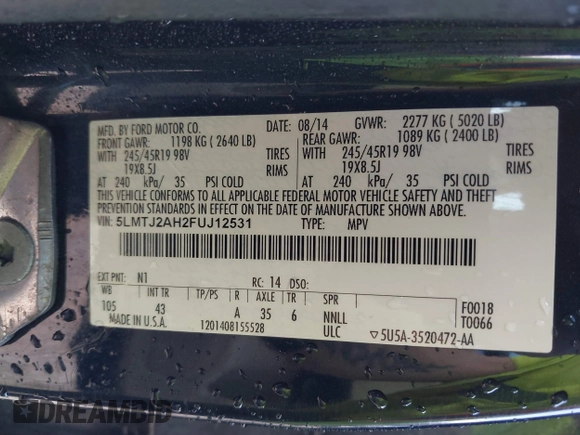 MFD. BY FORD MOTOR CO.
DATE: 08/14 GVWR: 2277 KG ( 5020 LB)
FRONT GAWR: 1198 KG ( 2640 LB) REAR GAWR: 1089 KG ( 2400 LB)
WITH 245/45R19 98V TIRES WITH 245/45R19 98V TIRES
19X8.5J RIMS 19X8.5J RIMS
AT 240 kPa/ 35 PSI COLD AT 240 kPa/ 35 PSI COLD
THIS VEHICLE CONFORMS TO ALL APPLICABLE FEDERAL MOTOR VEHICLE SAFETY AND THEFT
PREVENTION STANDARDS IN EFFECT ON THE DATE OF MANUFACTURE SHOWN ABOVE.
VIN: 5LMTJ2AH2FUJ12531 TYPE: MPV
EXT PNT: N1 RC: 14 DSO:
WB INT TR TP/PS R AXLE TR SPR F0018
105 43 A 35 6 NNLL T0066
MADE IN U.S.A. 1201408155528 ULC ▽5U5A-3520472-AA
DREAMBID